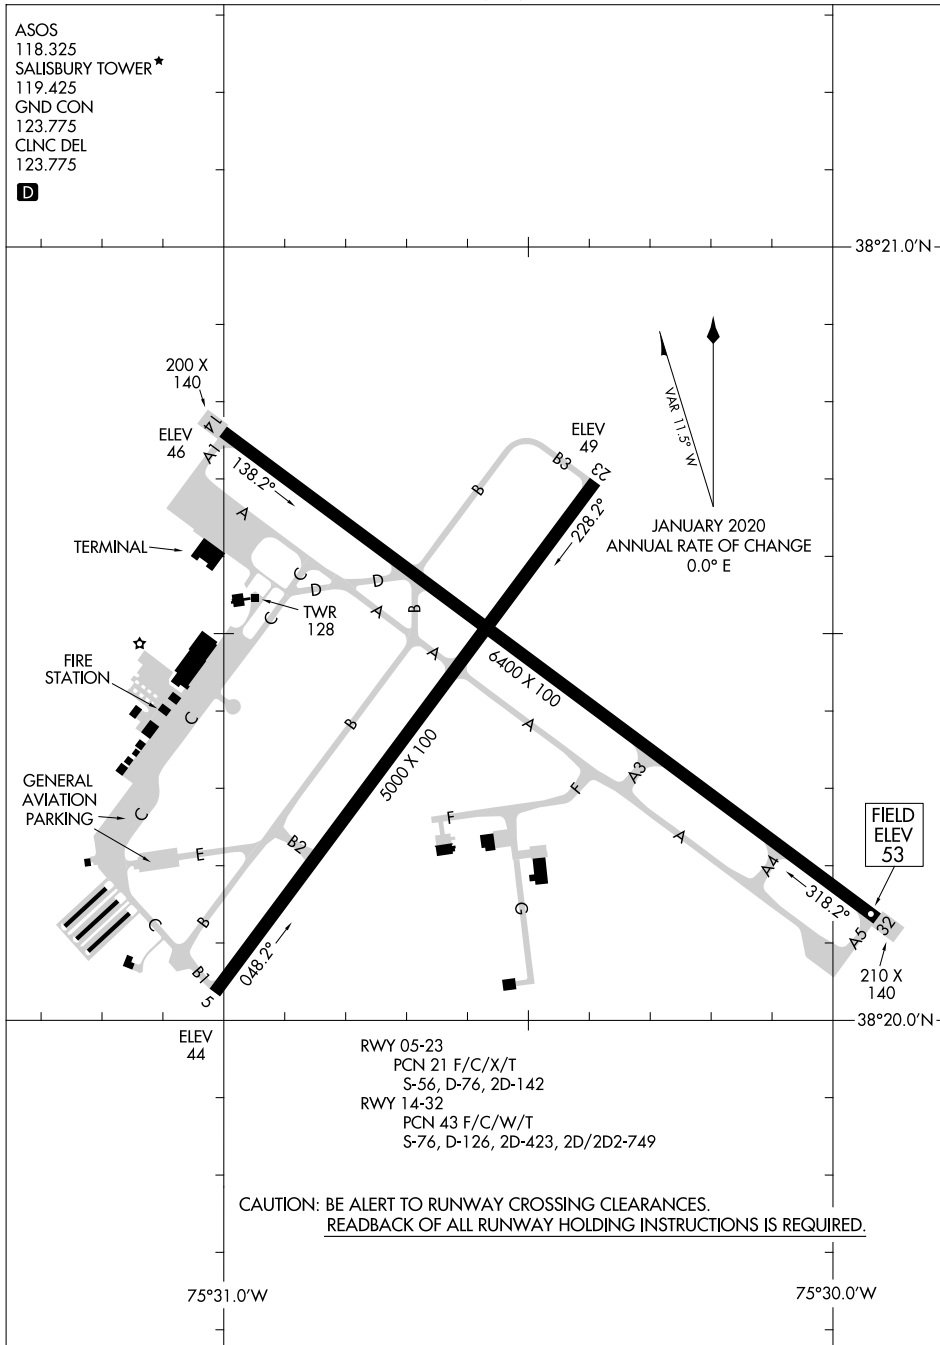 ASOS
118.325
SALISBURY TOWER★
119.425
GND CON
123.775
CLNC DEL
123.775
D
38°21.0'N
200 X
140
14
ELEV
46
A1
138.2°
A
TERMINAL
C
D
D
C
TWR
128
A
B
B
B3
ELEV
49
23
228.2°
VAR 11.5° W
JANUARY 2020
ANNUAL RATE OF CHANGE
0.0° E
A
6400 X 100
A
FIRE
STATION
C
B
5000 X 100
GENERAL
AVIATION
PARKING
C
E
B2
F
F
A3
A
A4
FIELD
ELEV
53
318.2°
A5
32
210 X
140
G
C
B
B1
048.2°
5
38°20.0'N
ELEV
44
RWY 05-23
PCN 21 F/C/X/T
S-56, D-76, 2D-142
RWY 14-32
PCN 43 F/C/W/T
S-76, D-126, 2D-423, 2D/2D2-749
CAUTION: BE ALERT TO RUNWAY CROSSING CLEARANCES.
READBACK OF ALL RUNWAY HOLDING INSTRUCTIONS IS REQUIRED.
75°31.0'W
75°30.0'W